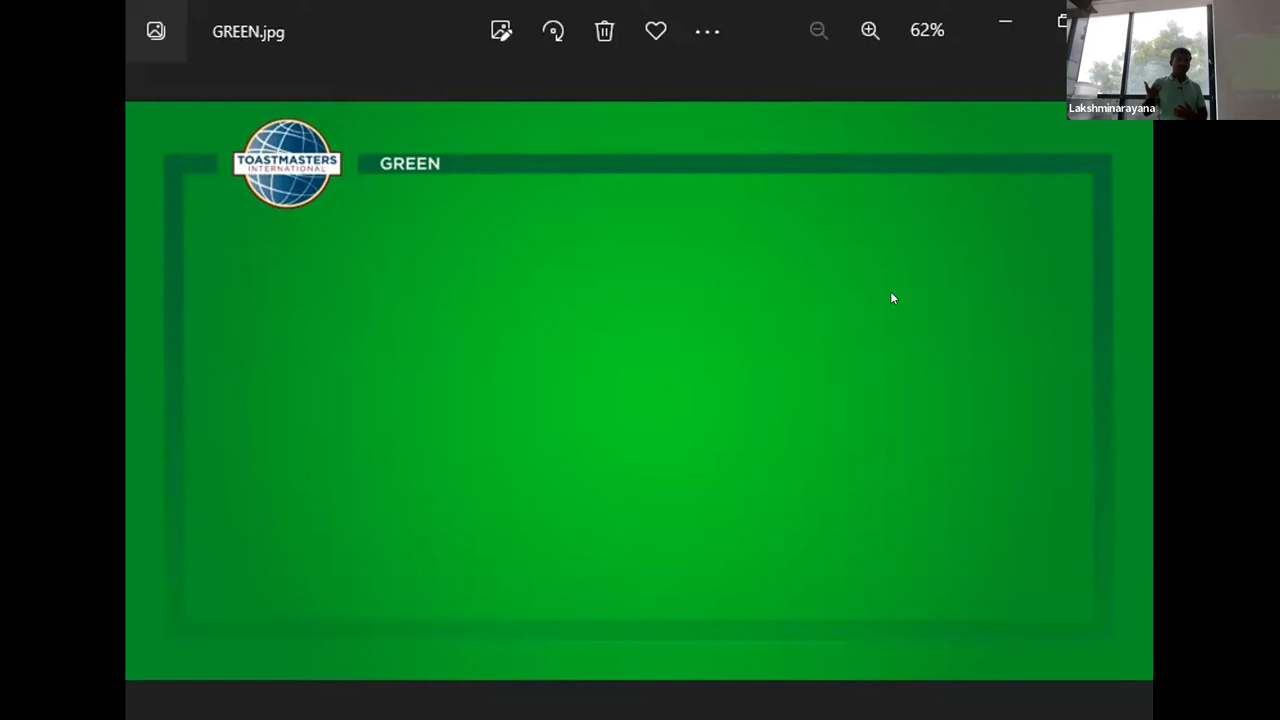 GREEN.jpg
62%
Lakshminarayana
TOASTMASTERS
INTERNATIONAL
GREEN